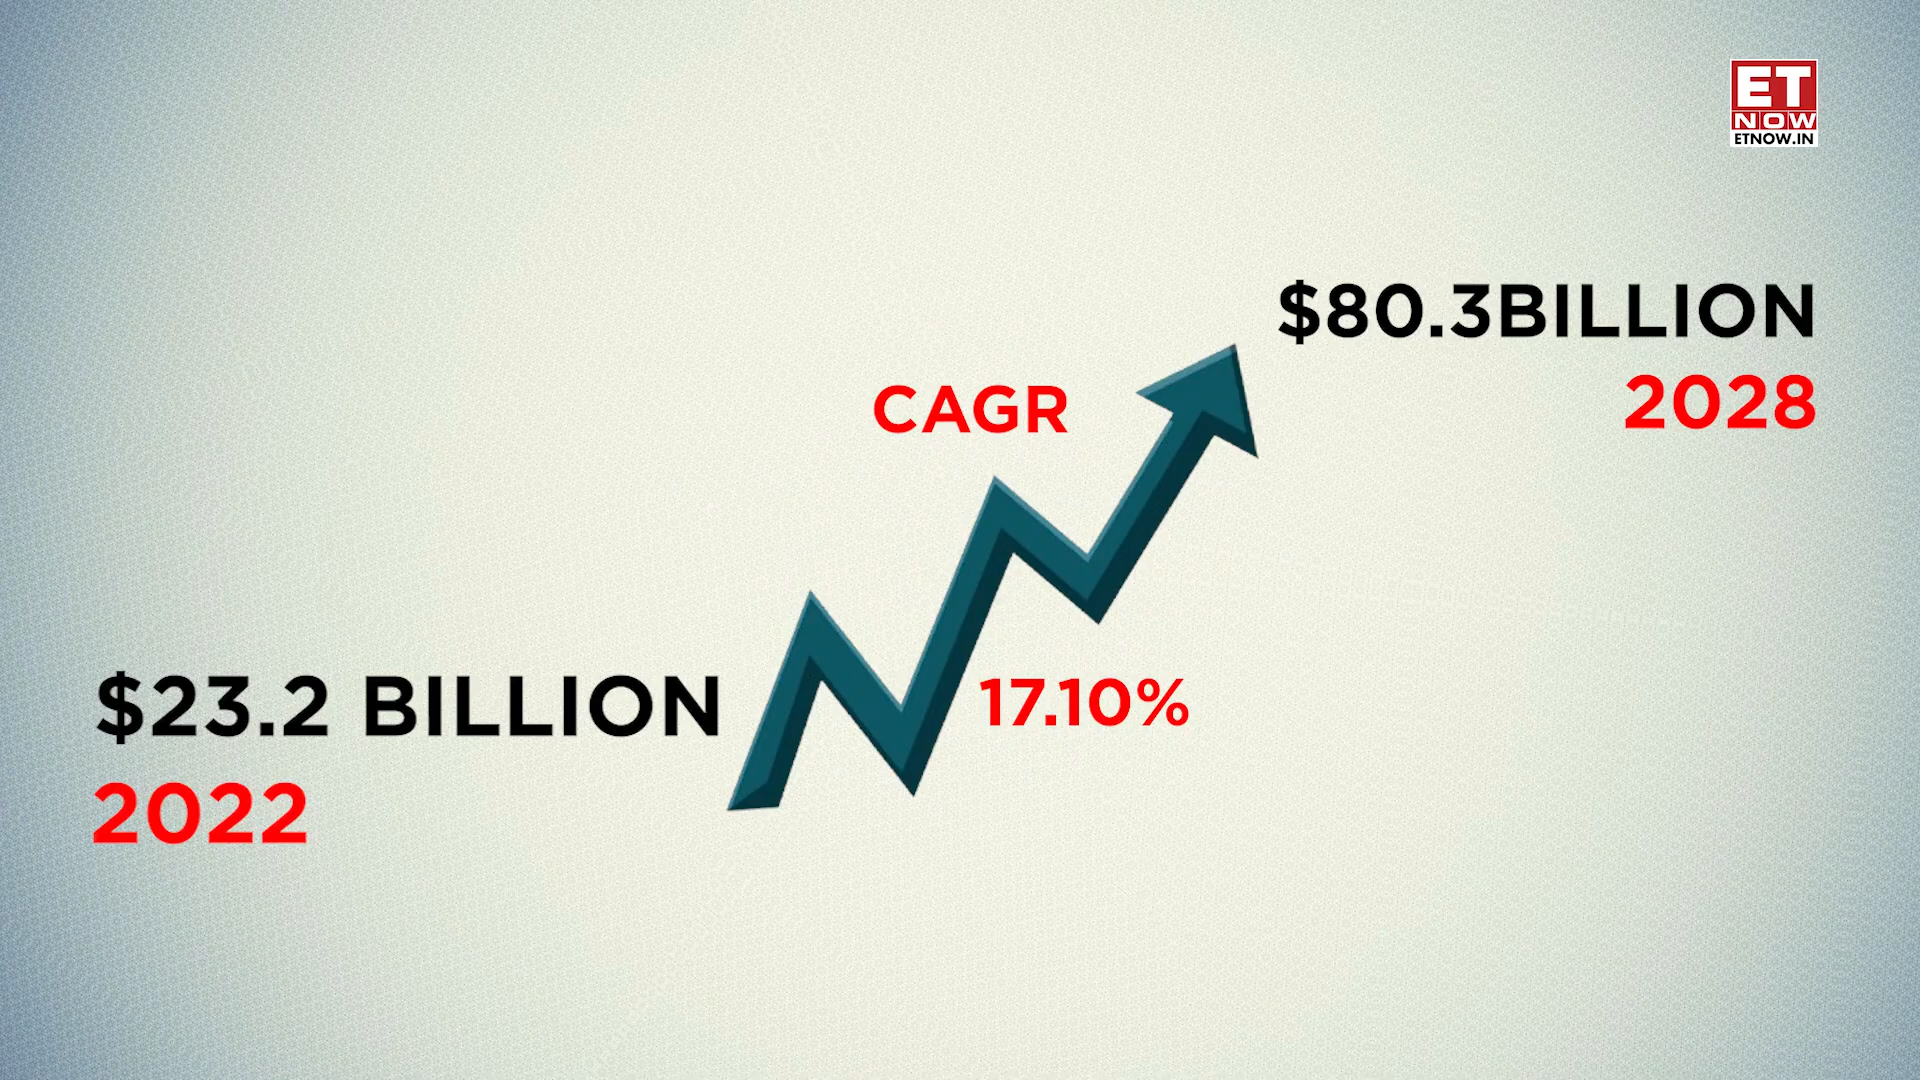 ET
NOW
ETNOW.IN
$80.3BILLION
2028
CAGR
$23.2 BILLION
17.10%
2022